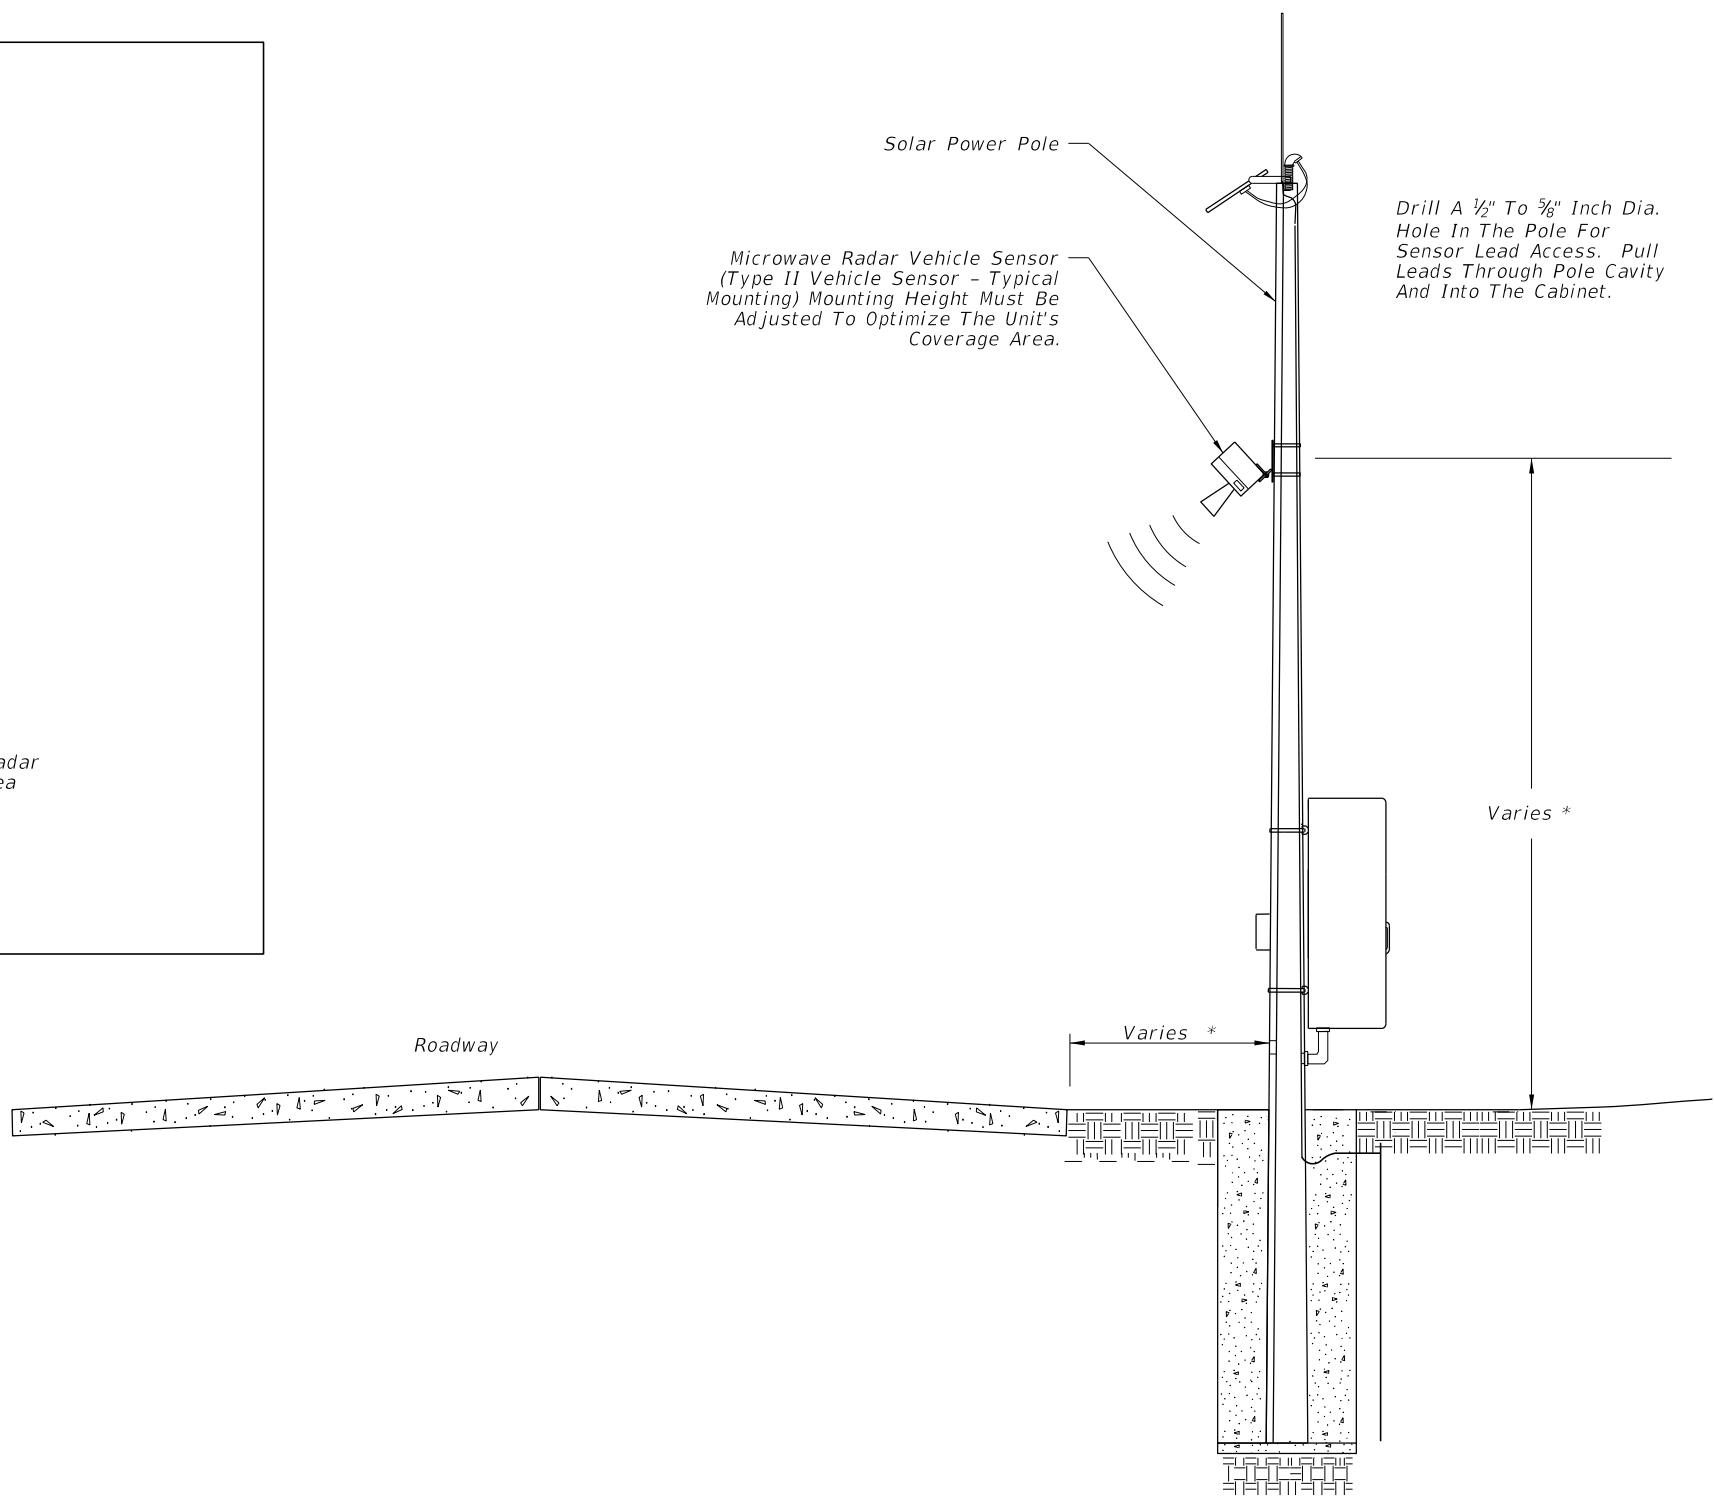 Solar Power Pole
Drill A ½" To ⅝" Inch Dia.
Hole In The Pole For
Sensor Lead Access. Pull
Leads Through Pole Cavity
And Into The Cabinet.
Microwave Radar Vehicle Sensor
(Type II Vehicle Sensor – Typical
Mounting) Mounting Height Must Be
Adjusted To Optimize The Unit's
Coverage Area.
adar
ea
Varies *
Varies *
Roadway